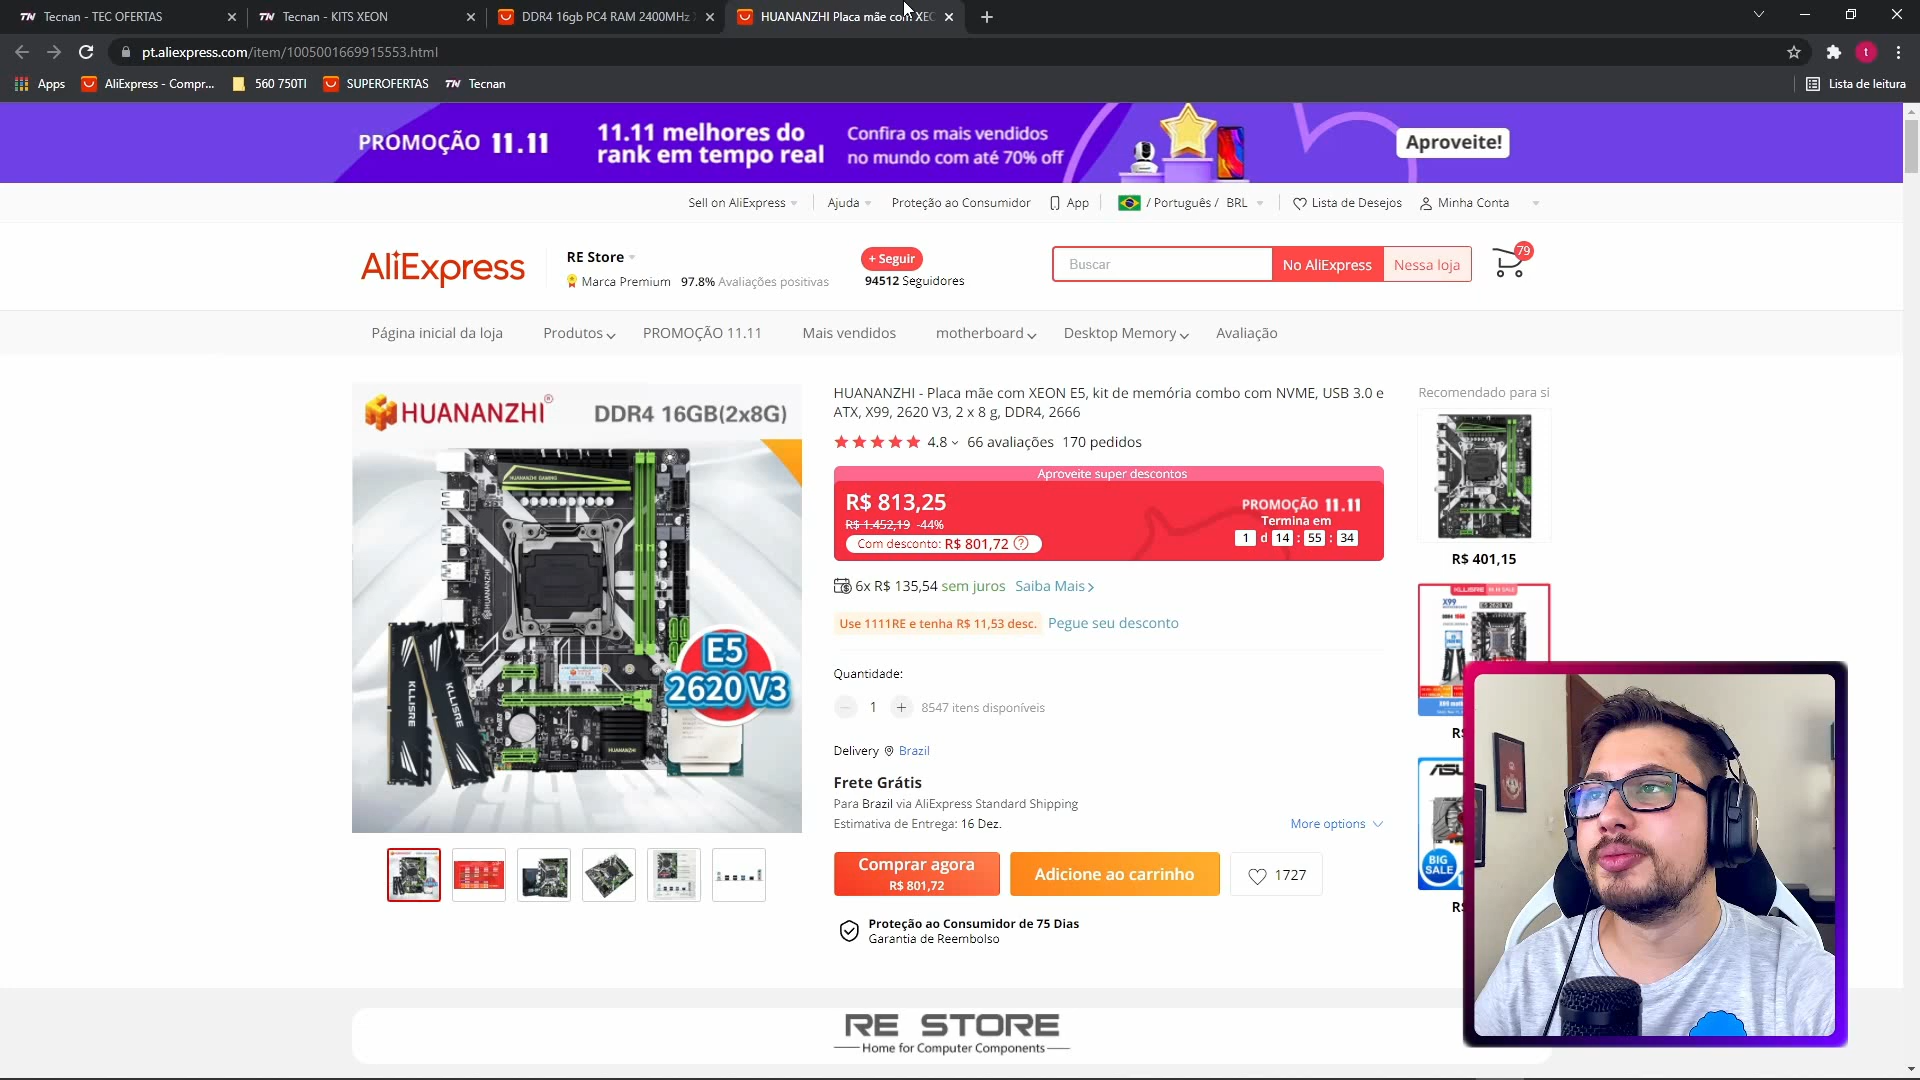 Tecnan - TEC OFERTAS
Tecnan - KITS XEON
DDR4 16gb PC4 RAM 2400MHz
HUANANZHI Placa mãe com XEO
pt.aliexpress.com/item/1005001669915553.html
Apps
AliExpress - Compr...
560 750TI
SUPEROFERTAS
TN Tecnan
Lista de leitura
PROMOÇÃO 11.11
11.11 melhores do
rank em tempo real
Confira os mais vendidos
no mundo com até 70% off
Aproveite!
Sell on AliExpress
Ajuda
Proteção ao Consumidor
App
/ Português / BRL
Lista de Desejos
Minha Conta
AliExpress
RE Store
Marca Premium 97.8% Avaliações positivas
+ Seguir
94512 Seguidores
Buscar
No AliExpress
Nessa loja
79
Página inicial da loja
Produtos
PROMOÇÃO 11.11
Mais vendidos
motherboard
Desktop Memory
Avaliação
HUANANZHI®
DDR4 16GB(2x8G)
HUANANZHI GAMING
HUANANZHI
KLLISRE
KLLISRE
HUANANZHI
E5
2620 V3
HUANANZHI - Placa mãe com XEON E5, kit de memória combo com NVME, USB 3.0 e
ATX, X99, 2620 V3, 2 x 8 g, DDR4, 2666
4.8
66 avaliações
170 pedidos
Aproveite super descontos
R$ 813,25
R$ 1.452,19 -44%
Com desconto: R$ 801,72
PROMOÇÃO 11.11
Termina em
1 d 14 : 55 : 34
6x R$ 135,54 sem juros Saiba Mais
Use 1111RE e tenha R$ 11,53 desc. Pegue seu desconto
Quantidade:
1
8547 itens disponíveis
Delivery Brazil
Frete Grátis
Para Brazil via AliExpress Standard Shipping
Estimativa de Entrega: 16 Dez.
More options
Comprar agora
R$ 801,72
Adicione ao carrinho
1727
Proteção ao Consumidor de 75 Dias
Garantia de Reembolso
Recomendado para si
R$ 401,15
KLLISRE
X99
BIG
SALE
RE STORE
Home for Computer Components